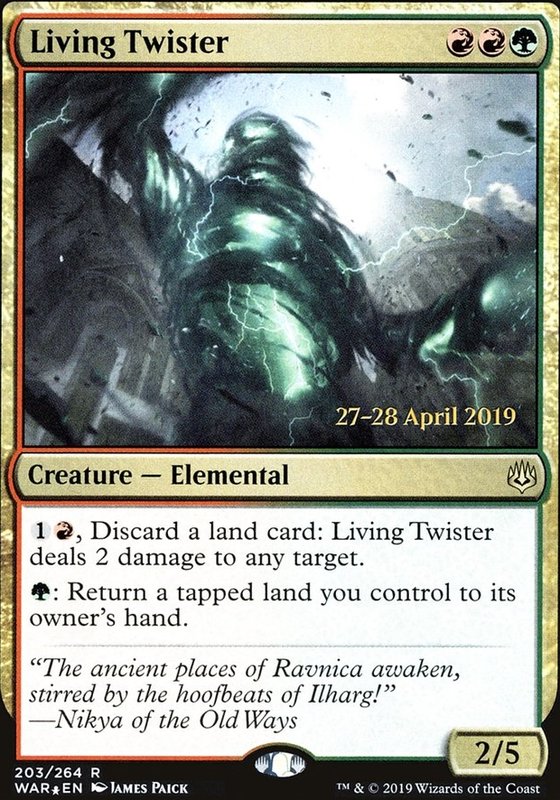 Living Twister
27–28 April 2019
Creature — Elemental
1 , Discard a land card: Living Twister
deals 2 damage to any target.
: Return a tapped land you control to its
owner's hand.
“The ancient places of Ravnica awaken,
stirred by the hoofbeats of Ilharg!”
—Nikya of the Old Ways
2/5
203/264 R
WAR★EN James Paick
™ & © 2019 Wizards of the Coast